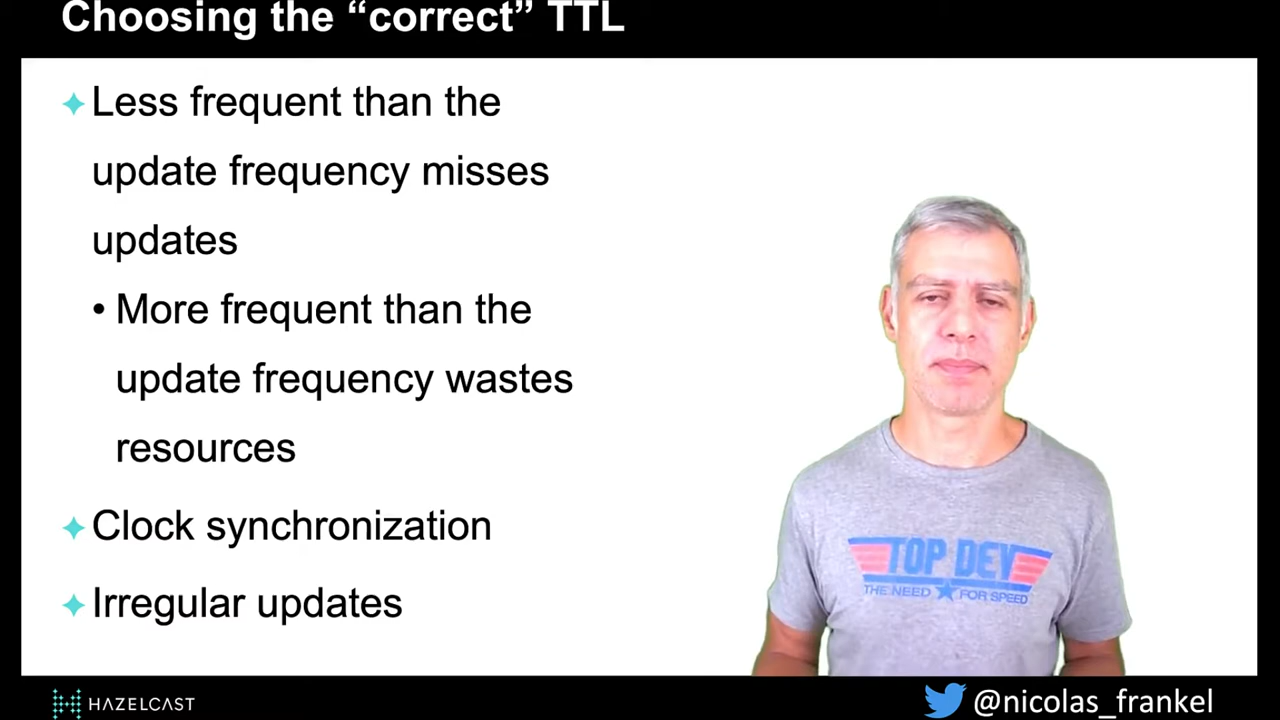 Choosing the “correct” TTL
✦ Less frequent than the
update frequency misses
updates
• More frequent than the
update frequency wastes
resources
✦ Clock synchronization
✦ Irregular updates
TOP DEV
THE NEED ★ FOR SPEED
HAZELCAST
@nicolas_frankel